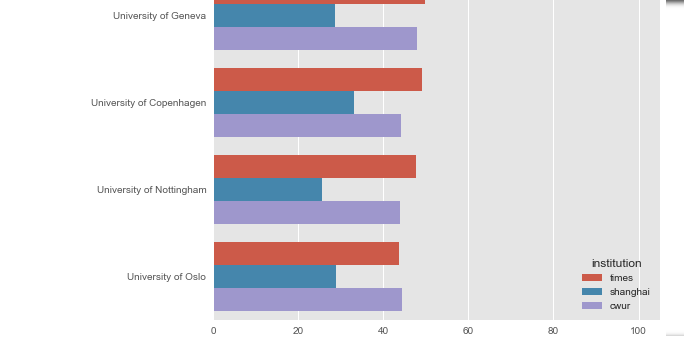 University of Geneva
University of Copenhagen
University of Nottingham
University of Oslo
institution
times
shanghai
cwur
0 20 40 60 80 100